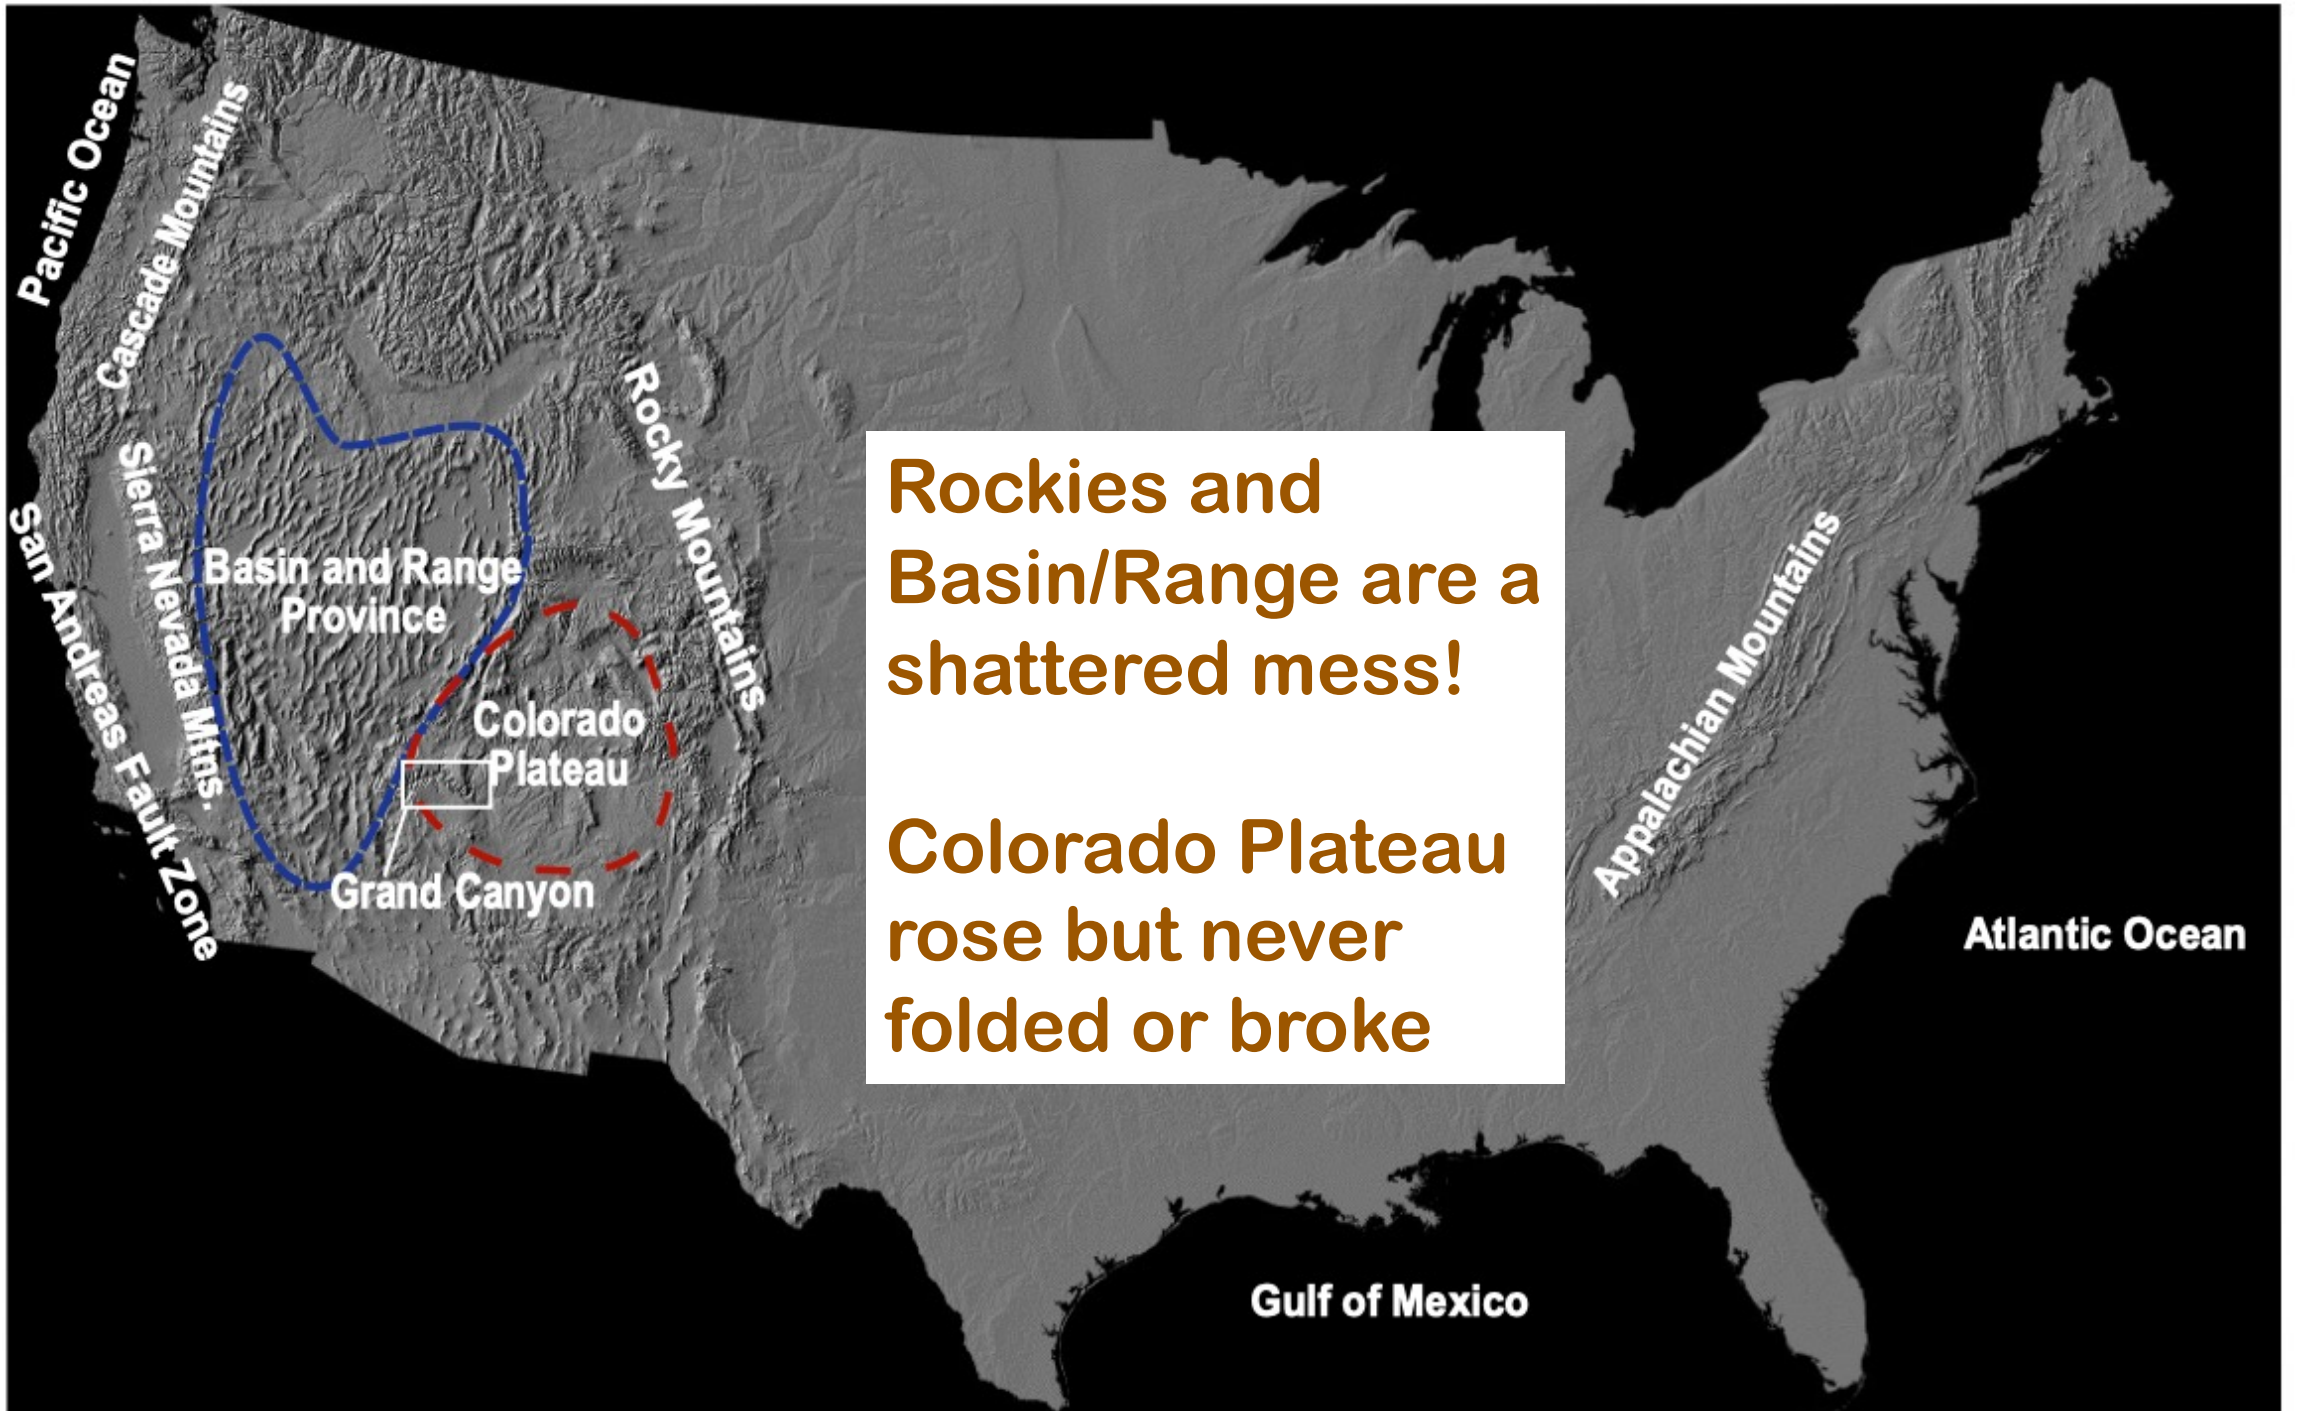 Pacific Ocean
Cascade Mountains
Sierra Nevada Mtns.
San Andreas Fault Zone
Basin and Range
Province
Rocky Mountains
Colorado
Plateau
Grand Canyon
Rockies and
Basin/Range are a
shattered mess!
Colorado Plateau
rose but never
folded or broke
Appalachian Mountains
Atlantic Ocean
Gulf of Mexico